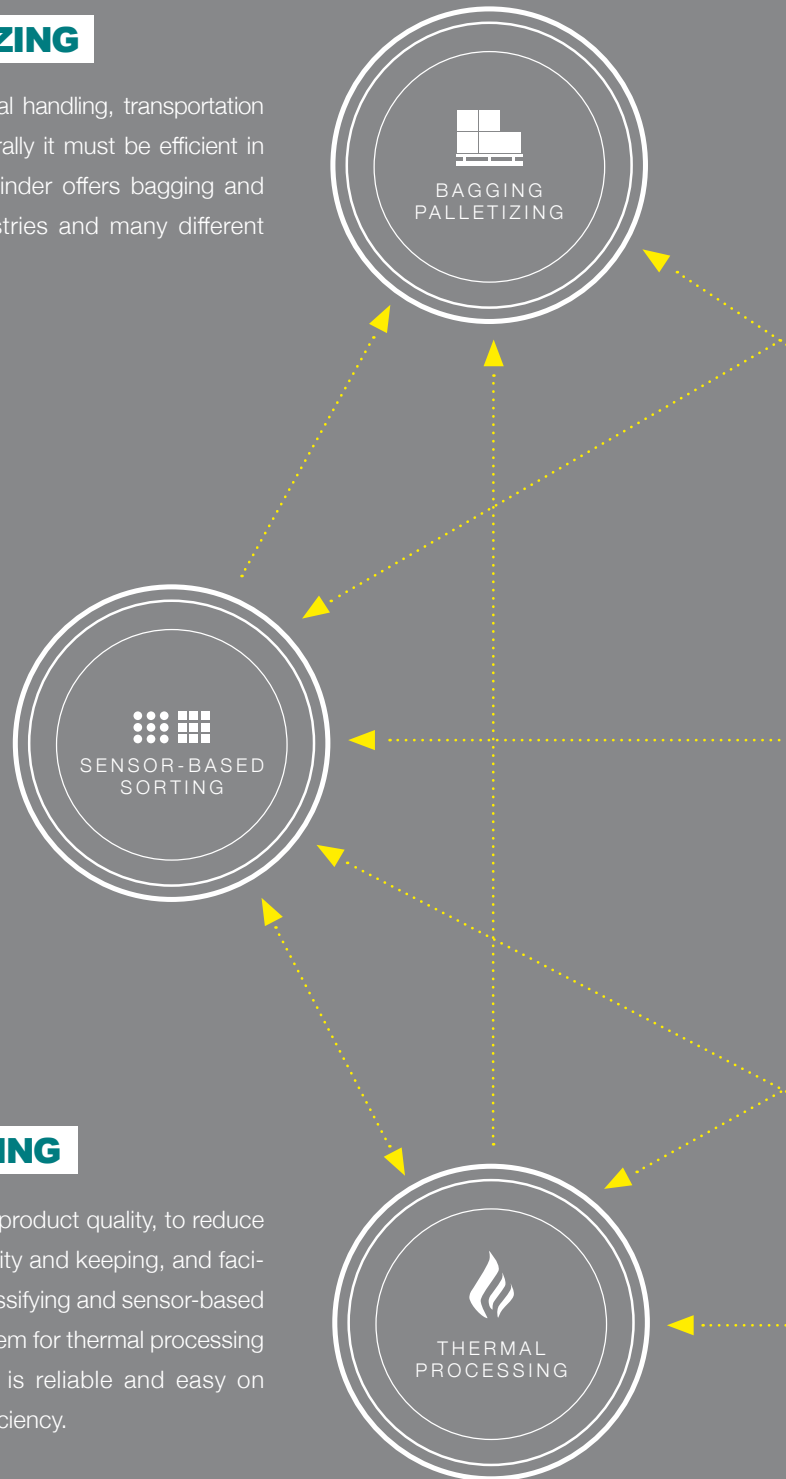 ZING
al handling, transportation
rally it must be efficient in
inder offers bagging and
stries and many different
BAGGING
PALLETIZING
SENSOR-BASED
SORTING
ING
product quality, to reduce
ity and keeping, and faci-
ssifying and sensor-based
em for thermal processing
is reliable and easy on
ciency.
THERMAL
PROCESSING